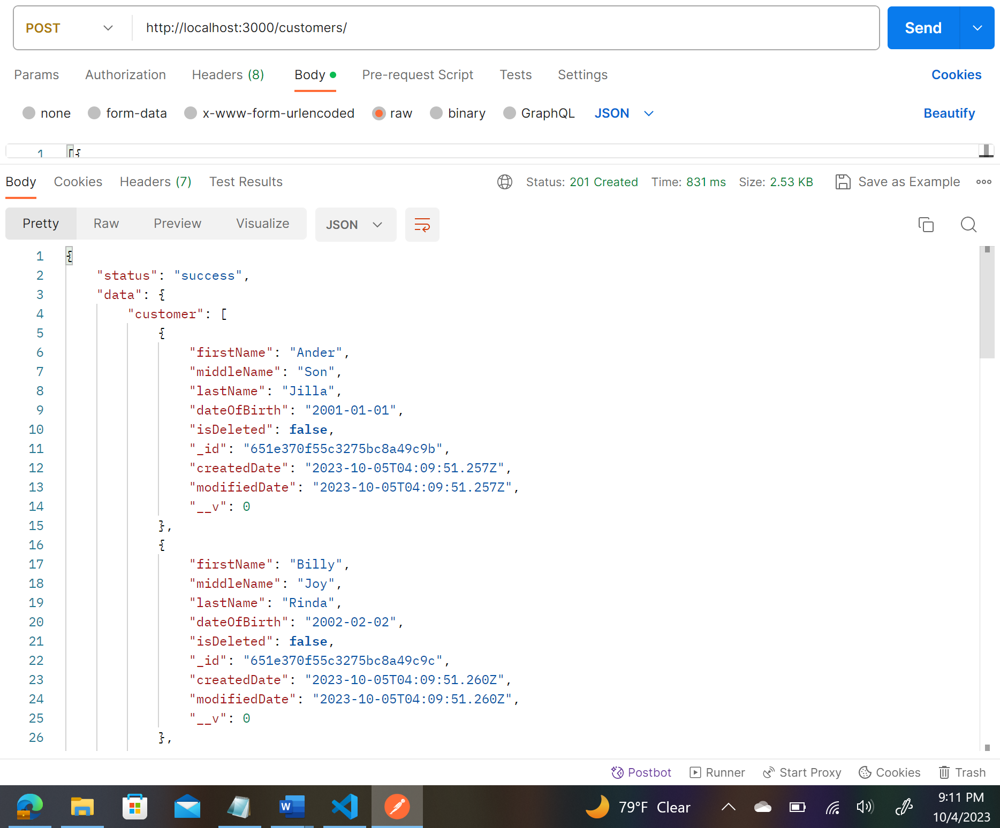 POST http://localhost:3000/customers/ Send
Params Authorization Headers (8) Body Pre-request Script Tests Settings Cookies
none form-data x-www-form-urlencoded raw binary GraphQL JSON Beautify
1 [{
Body Cookies Headers (7) Test Results Status: 201 Created Time: 831 ms Size: 2.53 KB Save as Example
Pretty Raw Preview Visualize JSON
1 {
2 "status": "success",
3 "data": {
4 "customer": [
5 {
6 "firstName": "Ander",
7 "middleName": "Son",
8 "lastName": "Jilla",
9 "dateOfBirth": "2001-01-01",
10 "isDeleted": false,
11 "_id": "651e370f55c3275bc8a49c9b",
12 "createdDate": "2023-10-05T04:09:51.257Z",
13 "modifiedDate": "2023-10-05T04:09:51.257Z",
14 "__v": 0
15 },
16 {
17 "firstName": "Billy",
18 "middleName": "Joy",
19 "lastName": "Rinda",
20 "dateOfBirth": "2002-02-02",
21 "isDeleted": false,
22 "_id": "651e370f55c3275bc8a49c9c",
23 "createdDate": "2023-10-05T04:09:51.260Z",
24 "modifiedDate": "2023-10-05T04:09:51.260Z",
25 "__v": 0
26 },
Postbot Runner Start Proxy Cookies Trash
W 79°F Clear 9:11 PM
10/4/2023